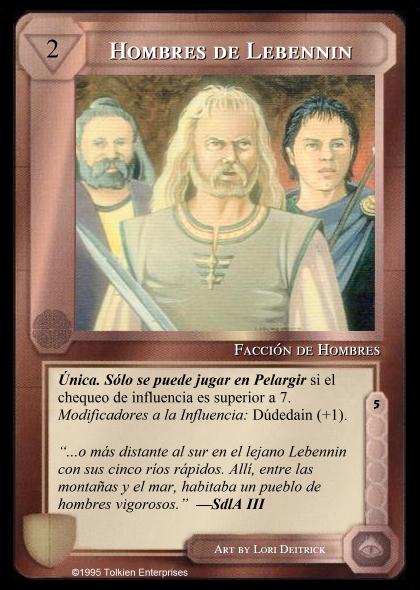 2
Hombres de Lebennin
Facción de Hombres
Única. Sólo se puede jugar en Pelargir si el
chequeo de influencia es superior a 7.
Modificadores a la Influencia: Dúdedain (+1).
5
“...o más distante al sur en el lejano Lebennin
con sus cinco ríos rápidos. Allí, entre las
montañas y el mar, habitaba un pueblo de
hombres vigorosos.” —SdlA III
Art by Lori Deitrick
©1995 Tolkien Enterprises